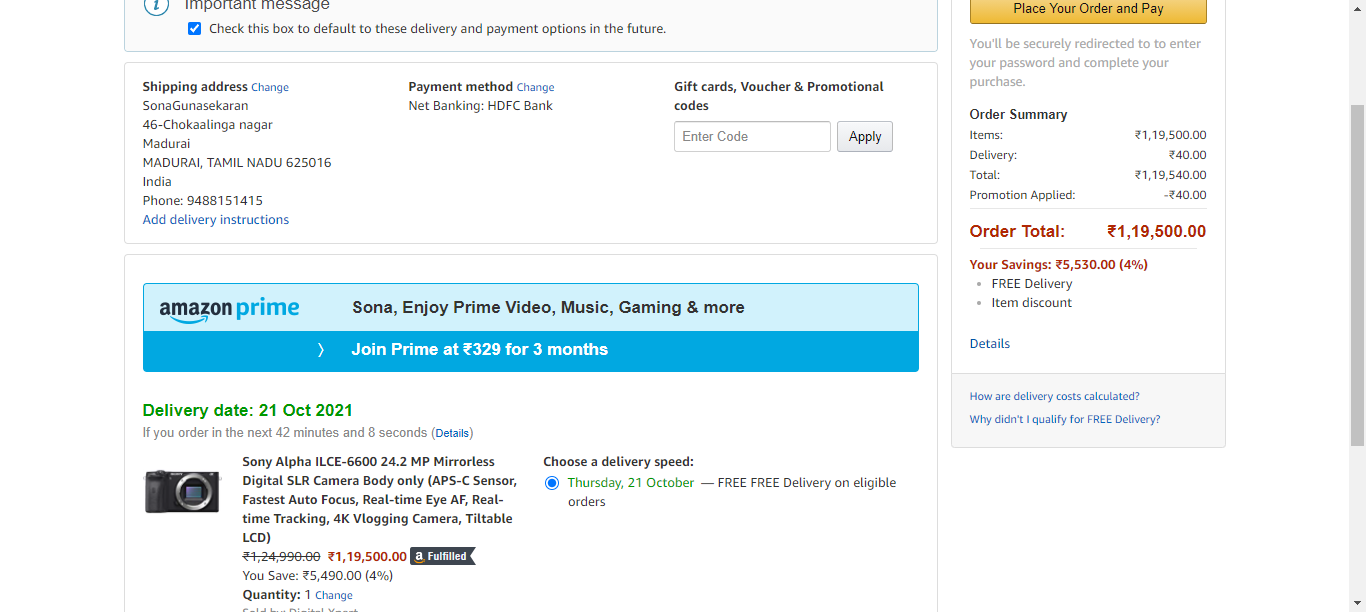 Important message
Check this box to default to these delivery and payment options in the future.
Shipping address Change
SonaGunasekaran
46-Chokaalinga nagar
Madurai
MADURAI, TAMIL NADU 625016
India
Phone: 9488151415
Add delivery instructions
Payment method Change
Net Banking: HDFC Bank
Gift cards, Voucher & Promotional
codes
Enter Code
Apply
amazon prime
Sona, Enjoy Prime Video, Music, Gaming & more
〉 Join Prime at ₹329 for 3 months
Delivery date: 21 Oct 2021
If you order in the next 42 minutes and 8 seconds (Details)
Sony Alpha ILCE-6600 24.2 MP Mirrorless
Digital SLR Camera Body only (APS-C Sensor,
Fastest Auto Focus, Real-time Eye AF, Real-
time Tracking, 4K Vlogging Camera, Tiltable
LCD)
₹1,24,990.00 ₹1,19,500.00 a Fulfilled
You Save: ₹5,490.00 (4%)
Quantity: 1 Change
Sold by: Digital Xpert
Choose a delivery speed:
Thursday, 21 October — FREE FREE Delivery on eligible
orders
Place Your Order and Pay
You'll be securely redirected to to enter
your password and complete your
purchase.
Order Summary
Items: ₹1,19,500.00
Delivery: ₹40.00
Total: ₹1,19,540.00
Promotion Applied: -₹40.00
Order Total: ₹1,19,500.00
Your Savings: ₹5,530.00 (4%)
FREE Delivery
Item discount
Details
How are delivery costs calculated?
Why didn't I qualify for FREE Delivery?